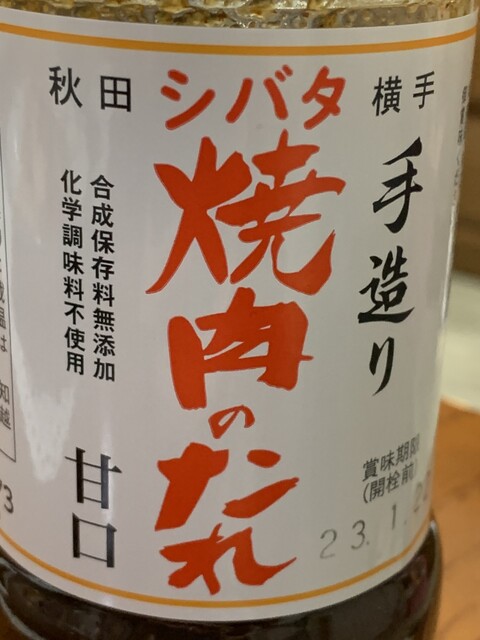 秋田
シバタ
横手
手造り
焼肉のたれ
合成保存料無添加
化学調味料不使用
甘口
賞味期限
(開栓前)
23.1.2